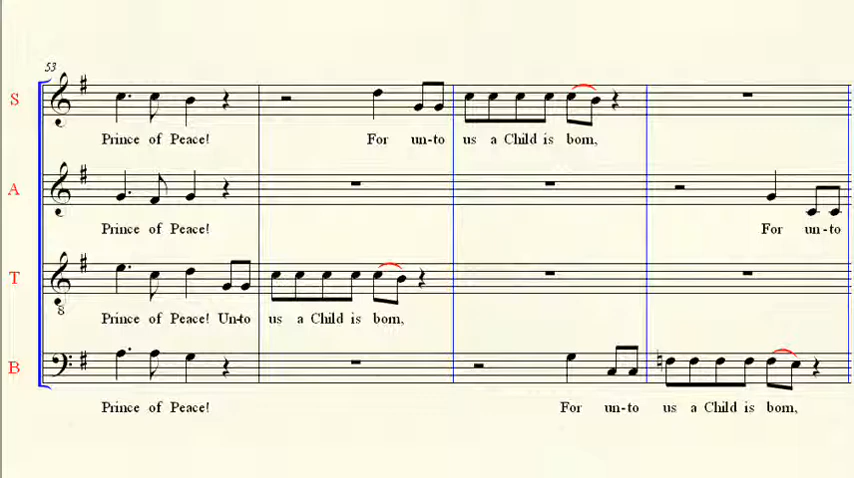 53
S
Prince of Peace! For un-to us a Child is born,
A
Prince of Peace! For un-to
T
8
Prince of Peace! Un-to us a Child is born,
B
Prince of Peace! For un-to us a Child is born,